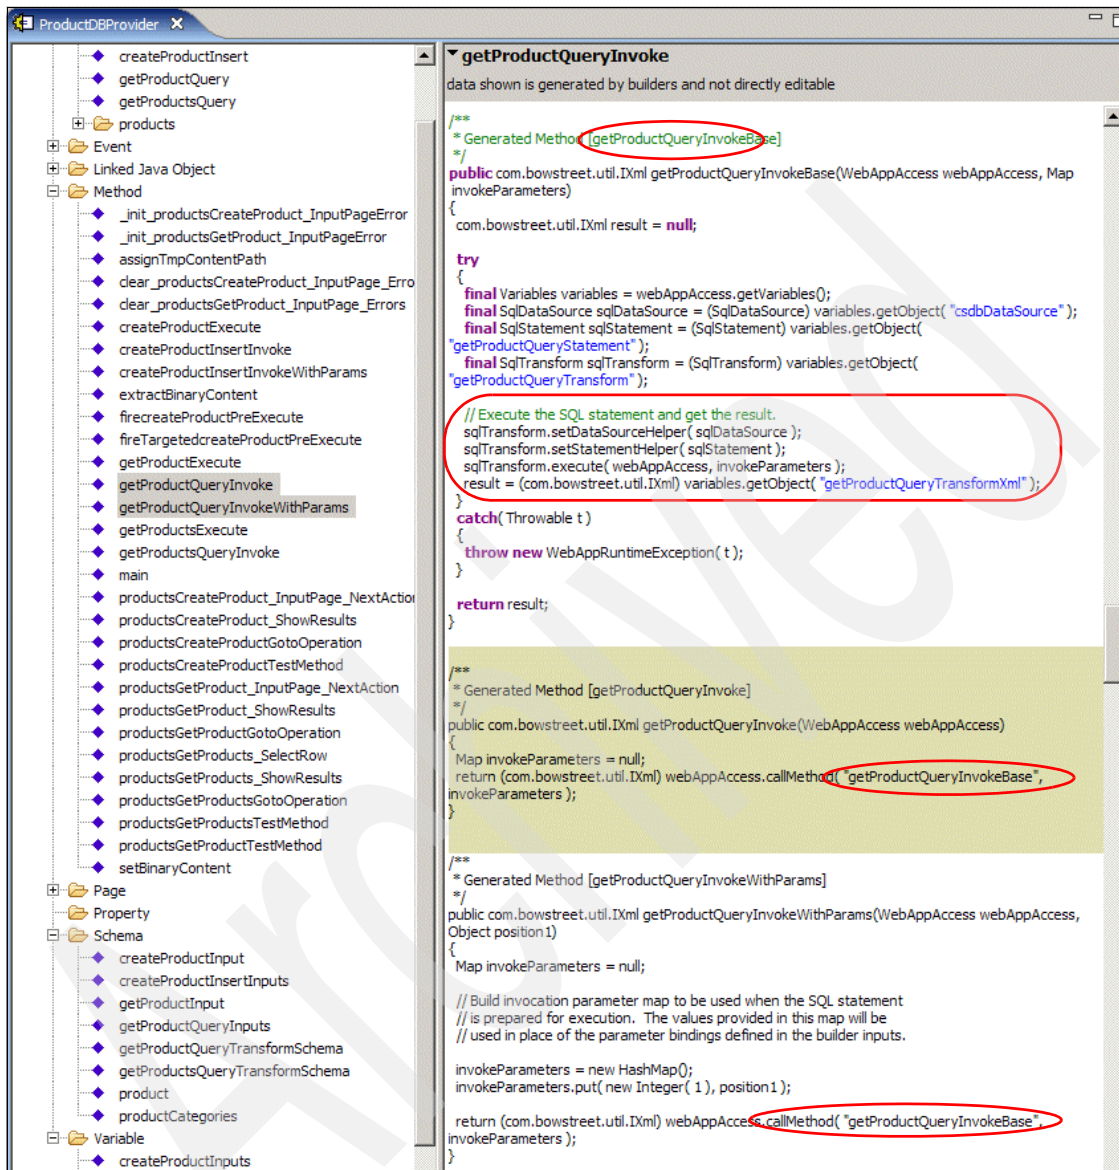 ProductDBProvider
createProductInsert
getProductQuery
getProductsQuery
products
Event
Linked Java Object
Method
_init_productsCreateProduct_InputPageError
_init_productsGetProduct_InputPageError
assignTmpContentPath
clear_productsCreateProduct_InputPage_Erro
clear_productsGetProduct_InputPage_Errors
createProductExecute
createProductInsertInvoke
createProductInsertInvokeWithParams
extractBinaryContent
firecreateProductPreExecute
fireTargetedcreateProductPreExecute
getProductExecute
getProductQueryInvoke
getProductQueryInvokeWithParams
getProductsExecute
getProductsQueryInvoke
main
productsCreateProduct_InputPage_NextAction
productsCreateProduct_ShowResults
productsCreateProductGotoOperation
productsCreateProductTestMethod
productsGetProduct_InputPage_NextAction
productsGetProduct_ShowResults
productsGetProductGotoOperation
productsGetProducts_SelectRow
productsGetProducts_ShowResults
productsGetProductsGotoOperation
productsGetProductsTestMethod
productsGetProductTestMethod
setBinaryContent
Page
Property
Schema
createProductInput
createProductInsertInputs
getProductInput
getProductQueryInputs
getProductQueryTransformSchema
getProductsQueryTransformSchema
product
productCategories
Variable
createProductInputs
getProductQueryInvoke
data shown is generated by builders and not directly editable
/**
* Generated Method [getProductQueryInvokeBase]
*/
public com.bowstreet.util.IXml getProductQueryInvokeBase(WebAppAccess webAppAccess, Map
invokeParameters)
{
com.bowstreet.util.IXml result = null;
try
{
final Variables variables = webAppAccess.getVariables();
final SqlDataSource sqlDataSource = (SqlDataSource) variables.getObject( "csdbDataSource" );
final SqlStatement sqlStatement = (SqlStatement) variables.getObject(
"getProductQueryStatement" );
final SqlTransform sqlTransform = (SqlTransform) variables.getObject(
"getProductQueryTransform" );
// Execute the SQL statement and get the result.
sqlTransform.setDataSourceHelper( sqlDataSource );
sqlTransform.setStatementHelper( sqlStatement );
sqlTransform.execute( webAppAccess, invokeParameters );
result = (com.bowstreet.util.IXml) variables.getObject( "getProductQueryTransformXml" );
}
catch( Throwable t )
{
throw new WebAppRuntimeException( t );
}
return result;
}
/**
* Generated Method [getProductQueryInvoke]
*/
public com.bowstreet.util.IXml getProductQueryInvoke(WebAppAccess webAppAccess)
{
Map invokeParameters = null;
return (com.bowstreet.util.IXml) webAppAccess.callMethod( "getProductQueryInvokeBase",
invokeParameters );
}
/**
* Generated Method [getProductQueryInvokeWithParams]
*/
public com.bowstreet.util.IXml getProductQueryInvokeWithParams(WebAppAccess webAppAccess,
Object position1)
{
Map invokeParameters = null;
// Build invocation parameter map to be used when the SQL statement
// is prepared for execution.  The values provided in this map will be
// used in place of the parameter bindings defined in the builder inputs.
invokeParameters = new HashMap();
invokeParameters.put( new Integer( 1 ), position1 );
return (com.bowstreet.util.IXml) webAppAccess.callMethod( "getProductQueryInvokeBase",
invokeParameters );
}
Archived